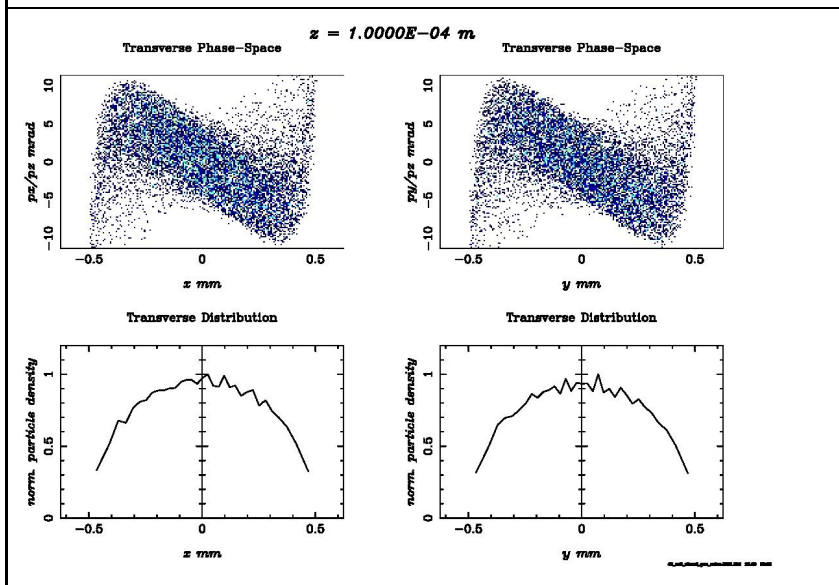 z = 1.0000E−04 m
Transverse Phase−Space
Transverse Phase−Space
10
5
0
−5
−10
px/pz mrad
−0.5 0 0.5
x mm
10
5
0
−5
−10
py/pz mrad
−0.5 0 0.5
y mm
Transverse Distribution
Transverse Distribution
1
0.5
0
norm. particle density
−0.5 0 0.5
x mm
1
0.5
0
norm. particle density
−0.5 0 0.5
y mm